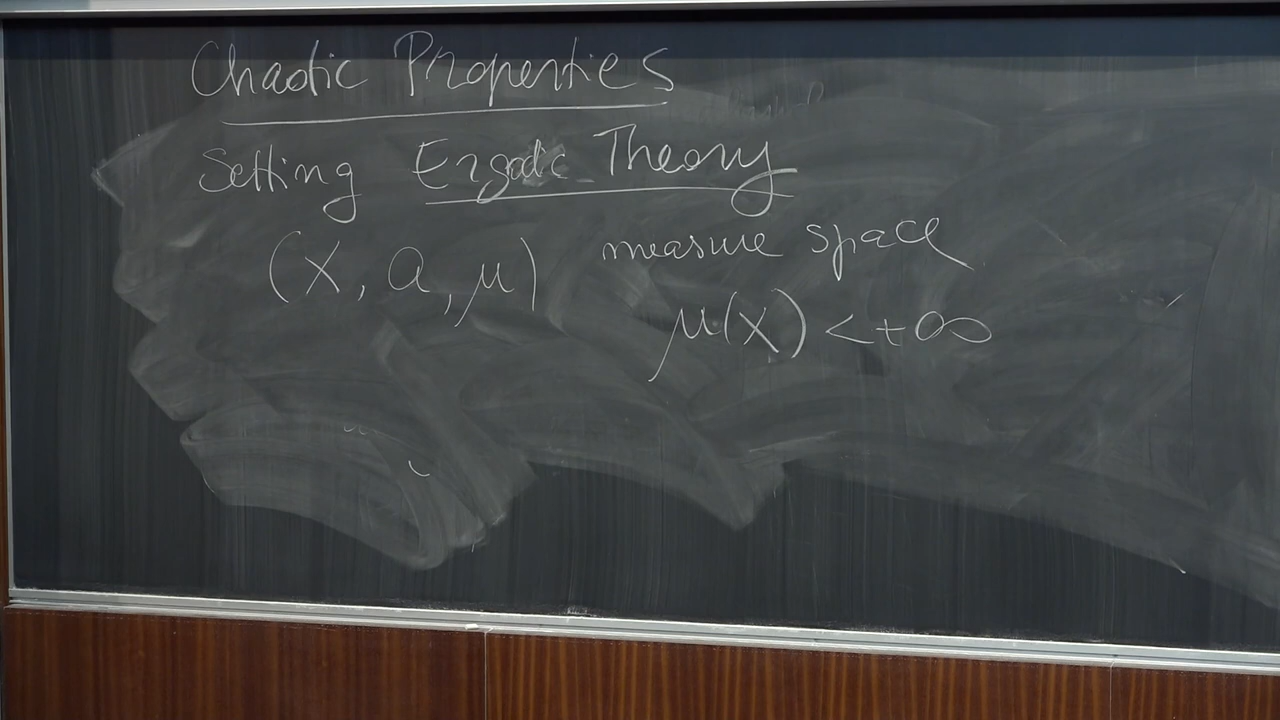 Chaotic Properties
Setting Ergodic Theory
(X, a, μ) measure space
μ(X) < +∞